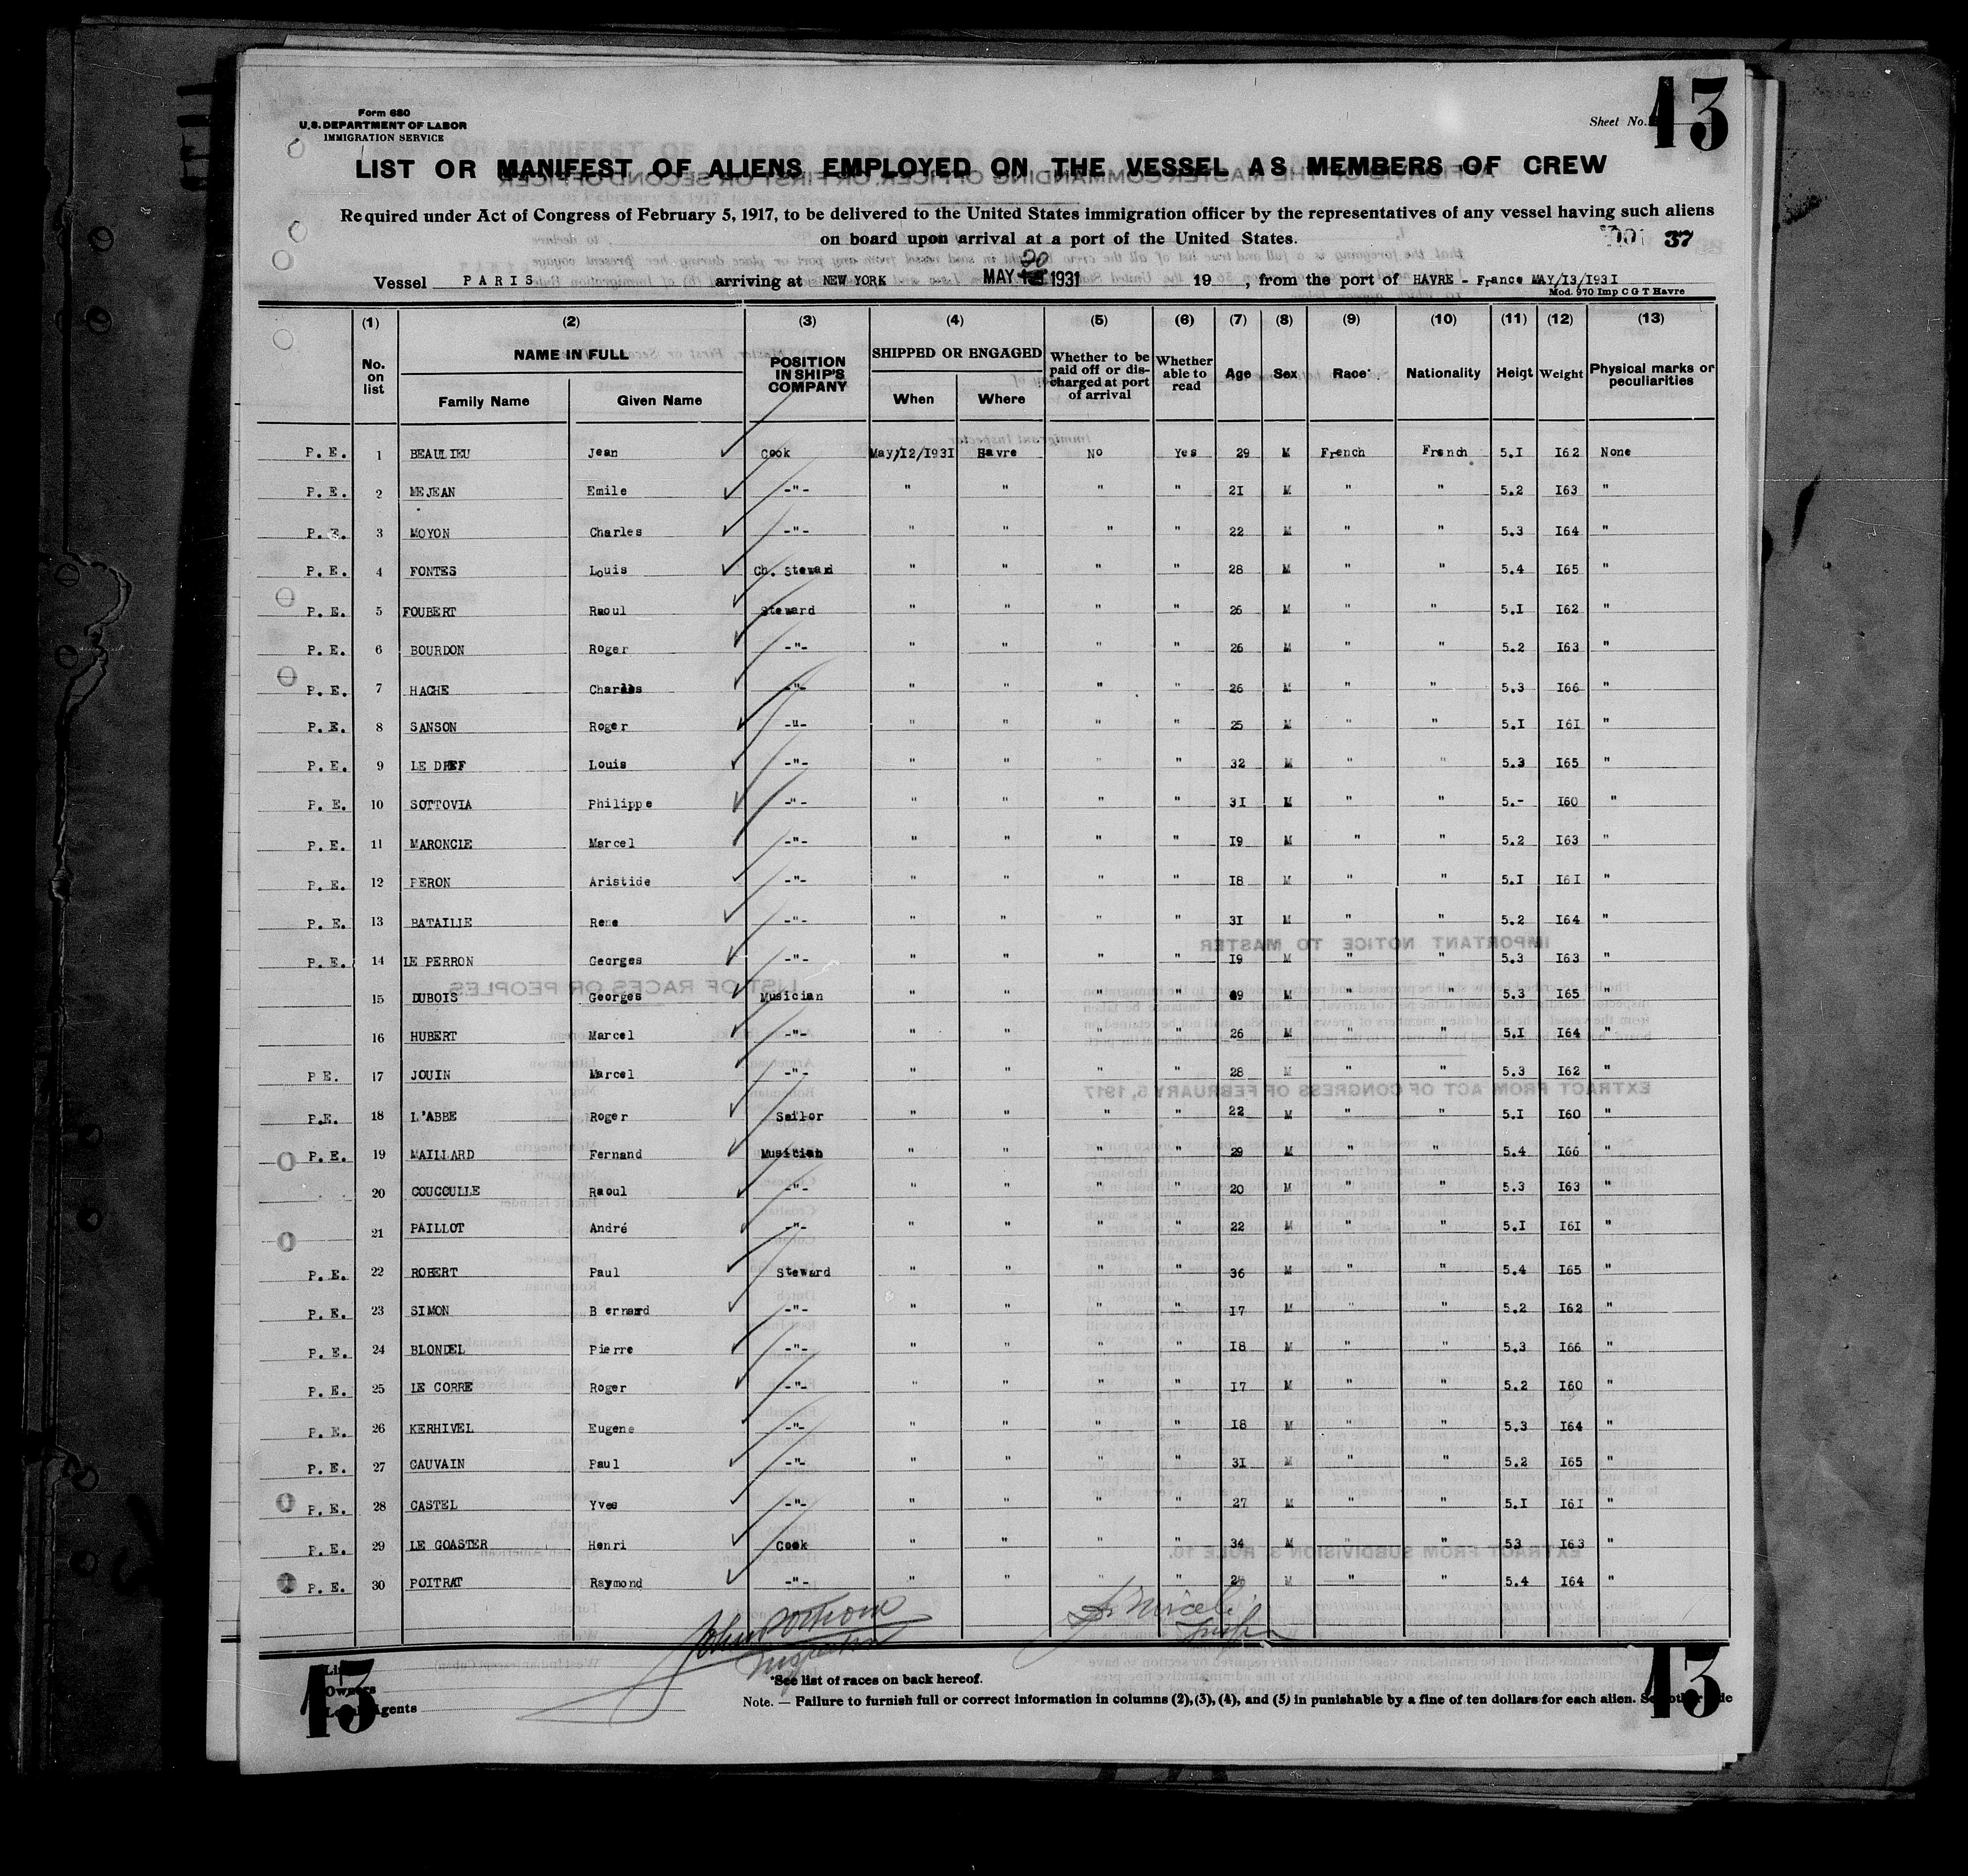 13
Form 680
U.S. DEPARTMENT OF LABOR
IMMIGRATION SERVICE
Sheet No.
LIST OR MANIFEST OF ALIENS EMPLOYED ON THE VESSEL AS MEMBERS OF CREW
Required under Act of Congress of February 5, 1917, to be delivered to the United States immigration officer by the representatives of any vessel having such aliens
on board upon arrival at a port of the United States.
37
Vessel PARIS arriving at NEW YORK MAY 20 1931 19 , from the port of HAVRE - France MAY/13/1931
Mod. 970 Imp C G T Havre
(1) (2) (3) (4) (5) (6) (7) (8) (9) (10) (11) (12) (13)
No. on list NAME IN FULL Family Name Given Name POSITION IN SHIP'S COMPANY SHIPPED OR ENGAGED When Where Whether to be paid off or discharged at port of arrival Whether able to read Age Sex Race* Nationality Heigt Weight Physical marks or peculiarities
P. E. 1 BEAULIEU Jean Cook May/12/1931 Havre No Yes 29 M French French 5.1 162 None
P. E. 2 MEJEAN Emile -"- " " " " 21 M " " 5.2 163 "
P. E. 3 MOYON Charles -"- " " " " 22 M " " 5.3 164 "
P. E. 4 FONTES Louis Ch. Steward " " " " 28 M " " 5.4 165 "
P. E. 5 FOUBERT Raoul Steward " " " " 26 M " " 5.1 162 "
P. E. 6 BOURDON Roger -"- " " " " 26 M " " 5.2 163 "
P. E. 7 HACHE Charles -"- " " " " 26 M " " 5.3 166 "
P. E. 8 SANSON Roger -"- " " " " 25 M " " 5.1 161 "
P. E. 9 LE DREF Louis -"- " " " " 32 M " " 5.3 165 "
P. E. 10 SOTTOVIA Philippe -"- " " " " 31 M " " 5.- 160 "
P. E. 11 MARONCIE Marcel -"- " " " " 19 M " " 5.2 163 "
P. E. 12 PERON Aristide -"- " " " " 18 M " " 5.1 161 "
P. E. 13 BATAILLE Rene -"- " " " " 31 M " " 5.2 164 "
P. E. 14 LE PERRON Georges -"- " " " " 19 M " " 5.3 163 "
15 DUBOIS Georges Musician " " " " M " " 5.3 165 "
16 HUBERT Marcel -"- " " " " 26 M " " 5.1 164 "
P E. 17 JOUIN Marcel -"- " " " " 28 M " " 5.3 162 "
P.E. 18 L'ABBE Roger Sailor " " " " 22 M " " 5.1 160 "
P. E. 19 MAILLARD Fernand Musician " " " " 29 M " " 5.4 166 "
20 COUCOULLE Raoul -"- " " " " 20 M " " 5.3 163 "
21 PAILLOT André -"- " " " " 22 M " " 5.1 161 "
P. E. 22 ROBERT Paul Steward " " " " 36 M " " 5.4 165 "
P. E. 23 SIMON Bernard -"- " " " " 17 M " " 5.2 162 "
P. E. 24 BLONDEL Pierre -"- " " " " 18 M " " 5.3 166 "
P. E. 25 LE CORRE Roger -"- " " " " 17 M " " 5.2 160 "
P. E. 26 KERHIVEL Eugene -"- " " " " 18 M " " 5.3 164 "
P. E. 27 CAUVAIN Paul -"- " " " " 31 M " " 5.2 165 "
P. E. 28 CASTEL Yves -"- " " " " 27 M " " 5.1 161 "
P. E. 29 LE GOASTER Henri Cook " " " " 34 M " " 53 163 "
P. E. 30 POITRAT Raymond -"- " " " " M " " 5.4 164 "
John
Owners
Agents
*See list of races on back hereof.
Note. — Failure to furnish full or correct information in columns (2), (3), (4), and (5) in punishable by a fine of ten dollars for each alien.
13 13